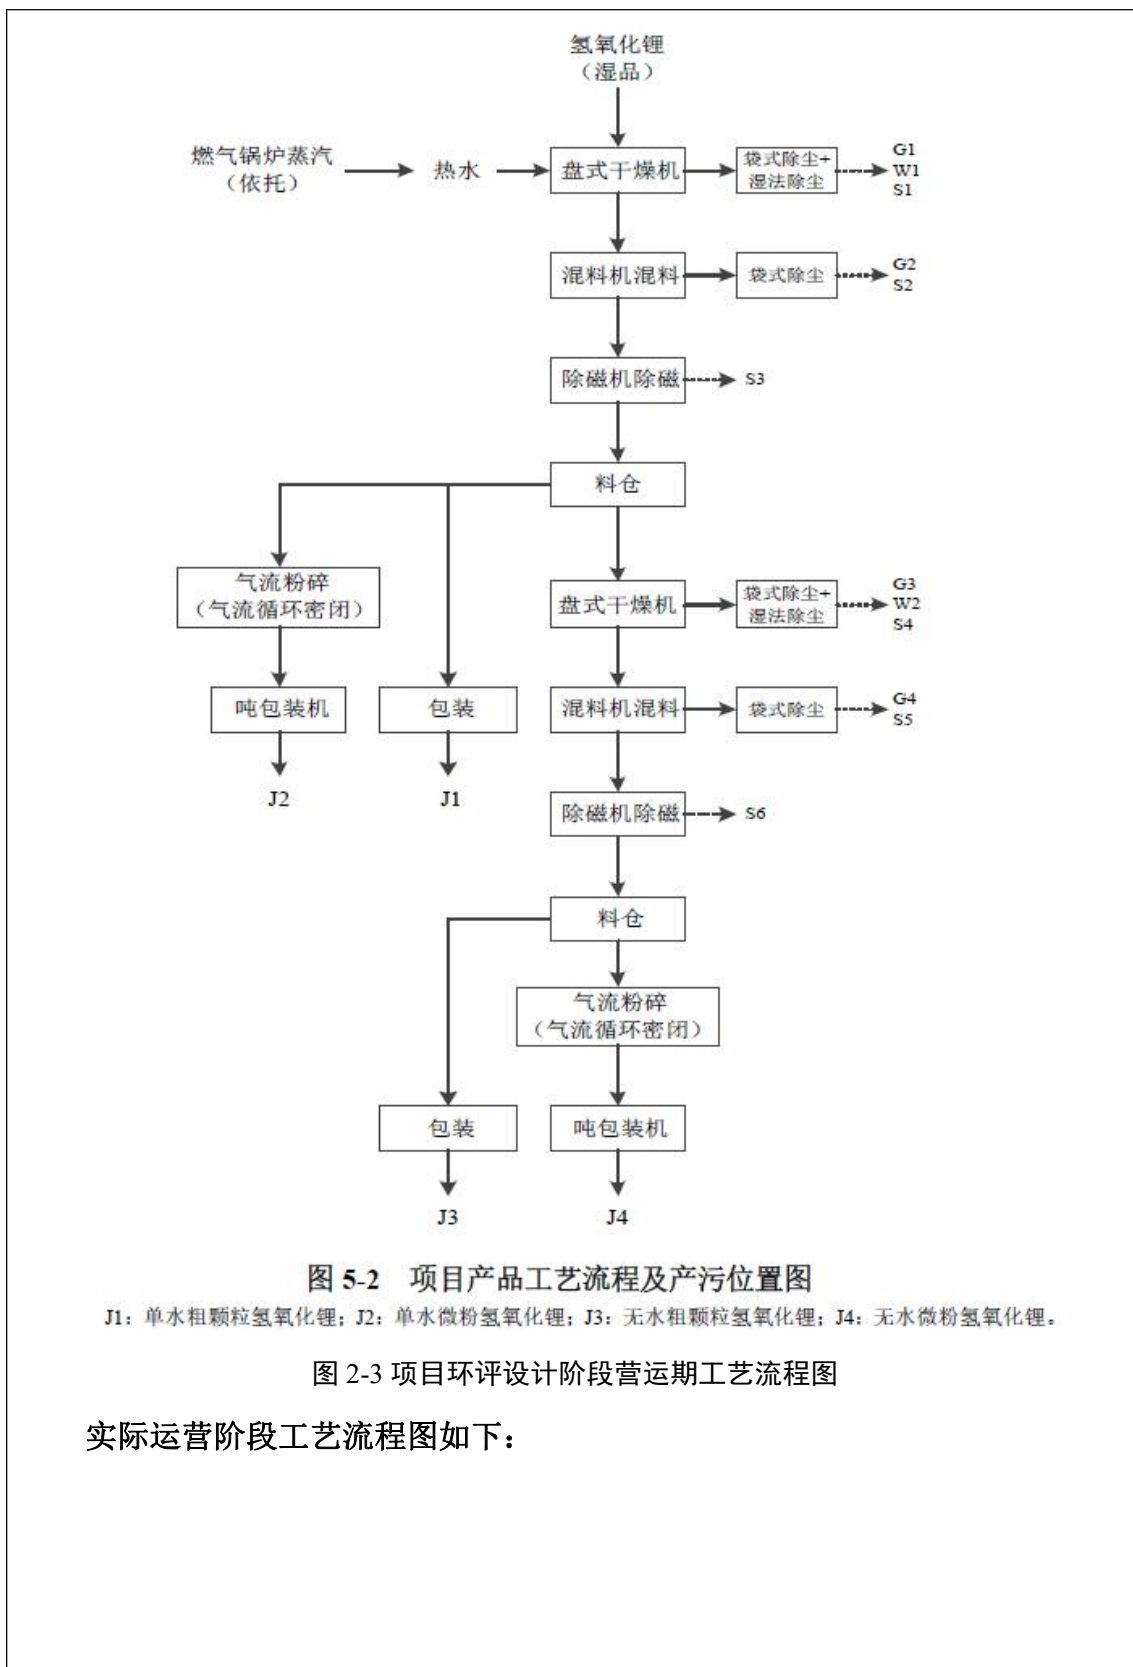 氢氧化锂
（湿品）
燃气锅炉蒸汽
（依托）
热水
盘式干燥机
袋式除尘+
湿法除尘
G1
W1
S1
混料机混料
袋式除尘
G2
S2
除磁机除磁
S3
料仓
气流粉碎
（气流循环密闭）
盘式干燥机
袋式除尘+
湿法除尘
G3
W2
S4
吨包装机
包装
混料机混料
袋式除尘
G4
S5
J2
J1
除磁机除磁
S6
料仓
气流粉碎
（气流循环密闭）
包装
吨包装机
J3
J4
图 5-2 项目产品工艺流程及产污位置图
J1：单水粗颗粒氢氧化锂；J2：单水微粉氢氧化锂；J3：无水粗颗粒氢氧化锂；J4：无水微粉氢氧化锂。
图 2-3 项目环评设计阶段营运期工艺流程图
实际运营阶段工艺流程图如下：